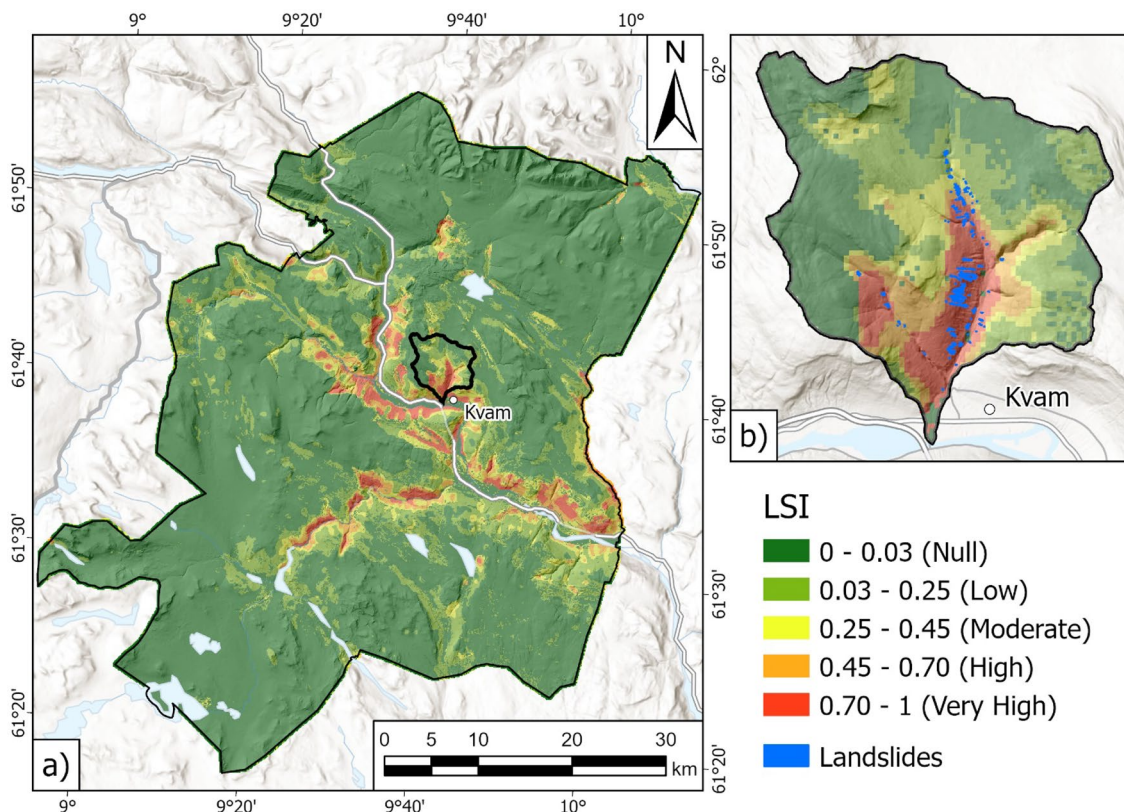 9°
9°20'
9°40'
10°
N
62°
61°50'
61°50'
61°40'
61°40'
61°30'
61°30'
61°20'
61°20'
Kvam
Kvam
b)
LSI
0 - 0.03 (Null)
0.03 - 0.25 (Low)
0.25 - 0.45 (Moderate)
0.45 - 0.70 (High)
0.70 - 1 (Very High)
Landslides
0 5 10 20 30
km
a)
9°
9°20'
9°40'
10°